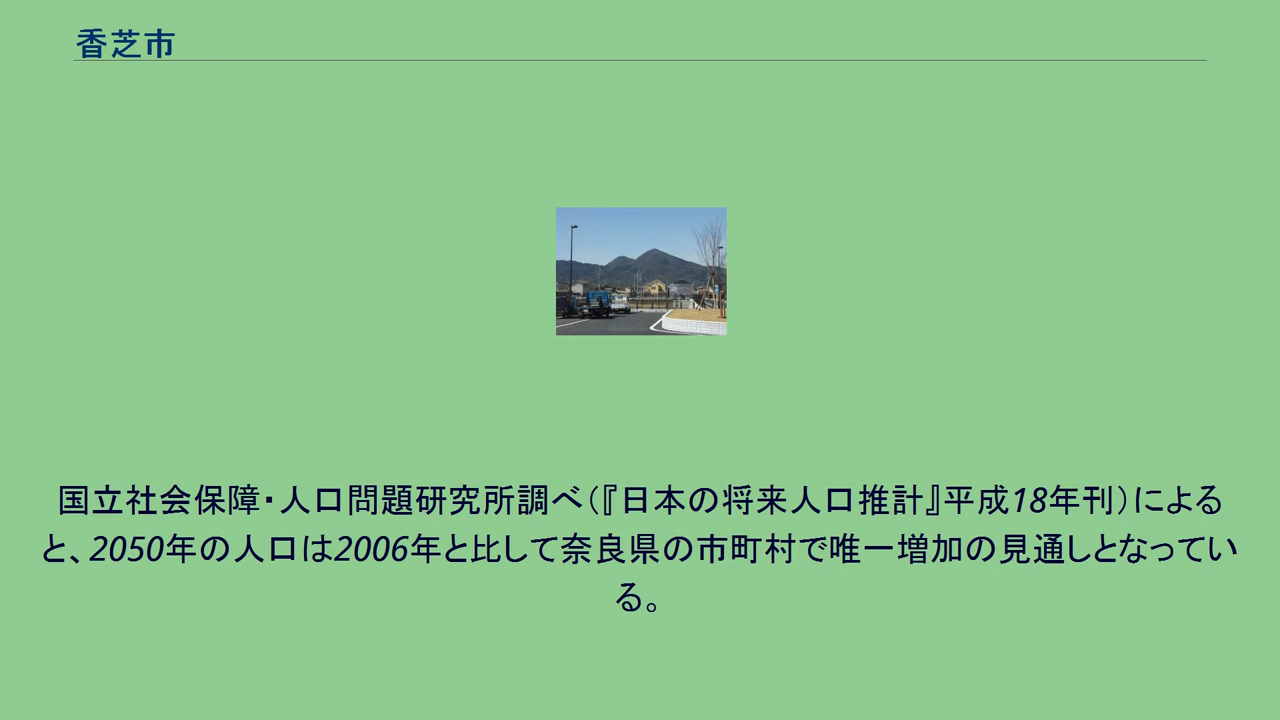 香芝市
国立社会保障・人口問題研究所調べ（『日本の将来人口推計』平成18年刊）による
と、2050年の人口は2006年と比して奈良県の市町村で唯一増加の見通しとなってい
る。